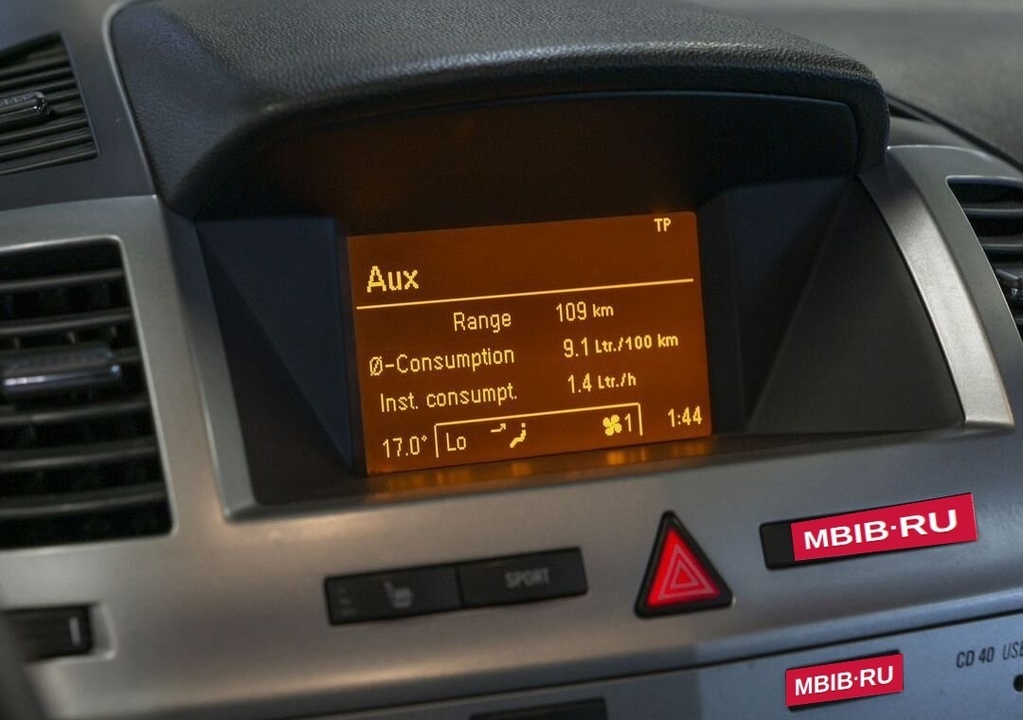 TP
Aux
Range 109 km
Ø-Consumption 9.1 Ltr./100 km
Inst. consumpt. 1.4 Ltr./h
17.0° Lo 1 1:44
SPORT
MBIB·RU
CD 40 USB
MBIB·RU